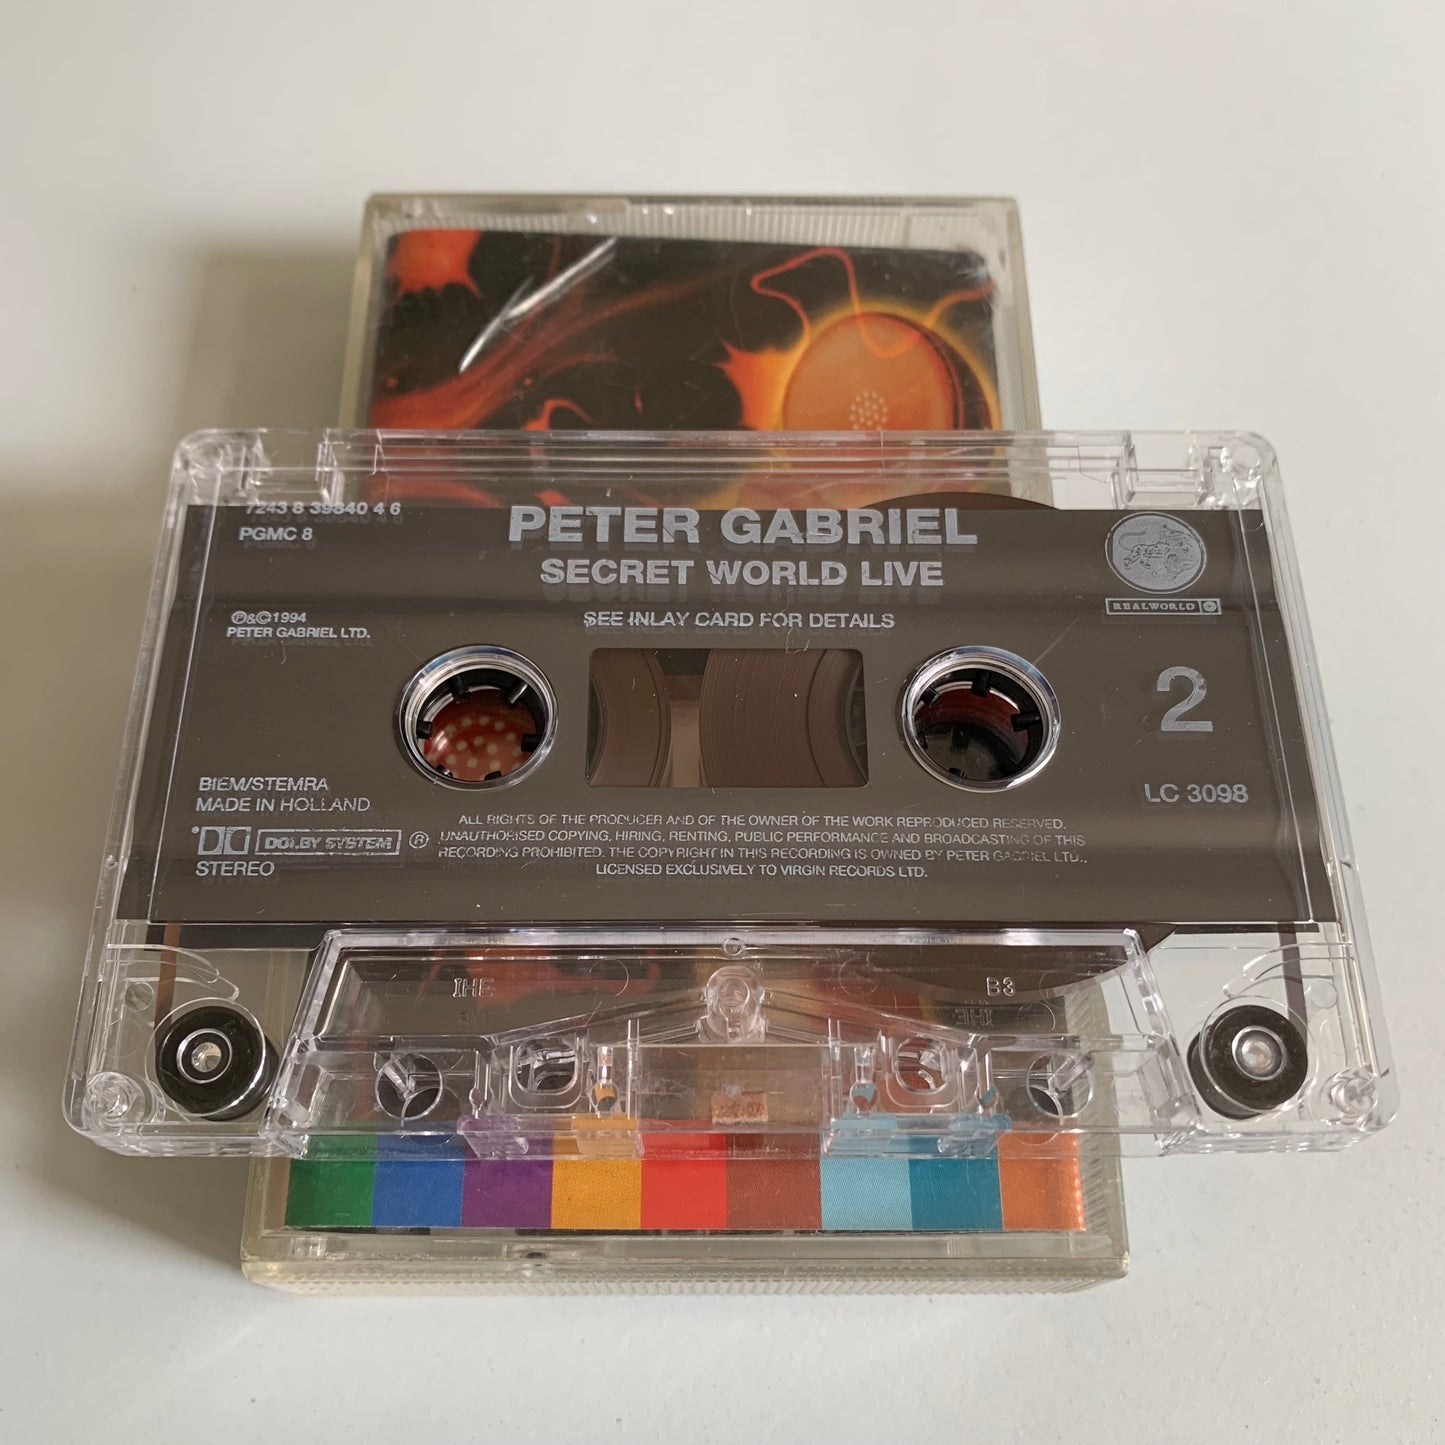 7243 8 39840 4 6
PGMC 8
PETER GABRIEL
SECRET WORLD LIVE
SEE INLAY CARD FOR DETAILS
℗&©1994
PETER GABRIEL LTD.
REALWORLD
2
BIEM/STEMRA
MADE IN HOLLAND
DOLBY SYSTEM ®
STEREO
LC 3098
ALL RIGHTS OF THE PRODUCER AND OF THE OWNER OF THE WORK REPRODUCED RESERVED.
UNAUTHORISED COPYING, HIRING, RENTING, PUBLIC PERFORMANCE AND BROADCASTING OF THIS
RECORDING PROHIBITED. THE COPYRIGHT IN THIS RECORDING IS OWNED BY PETER GABRIEL LTD.,
LICENSED EXCLUSIVELY TO VIRGIN RECORDS LTD.
B3